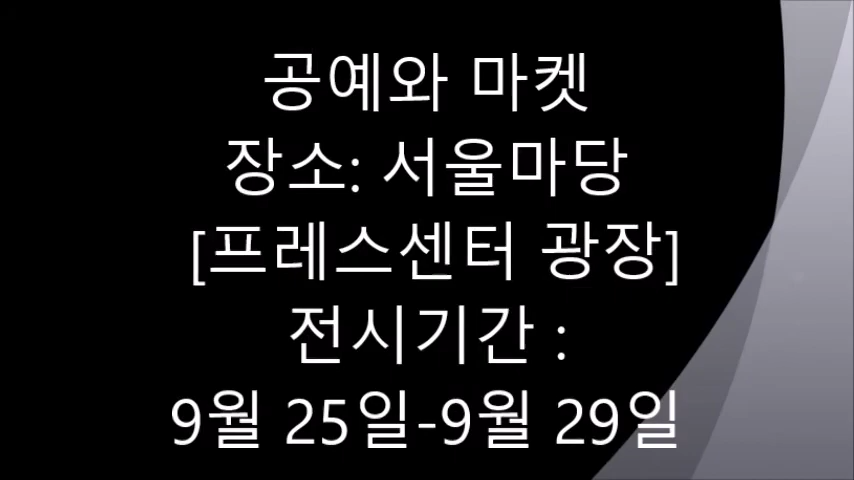 공예와 마켓
장소: 서울마당
[프레스센터 광장]
전시기간 :
9월 25일-9월 29일